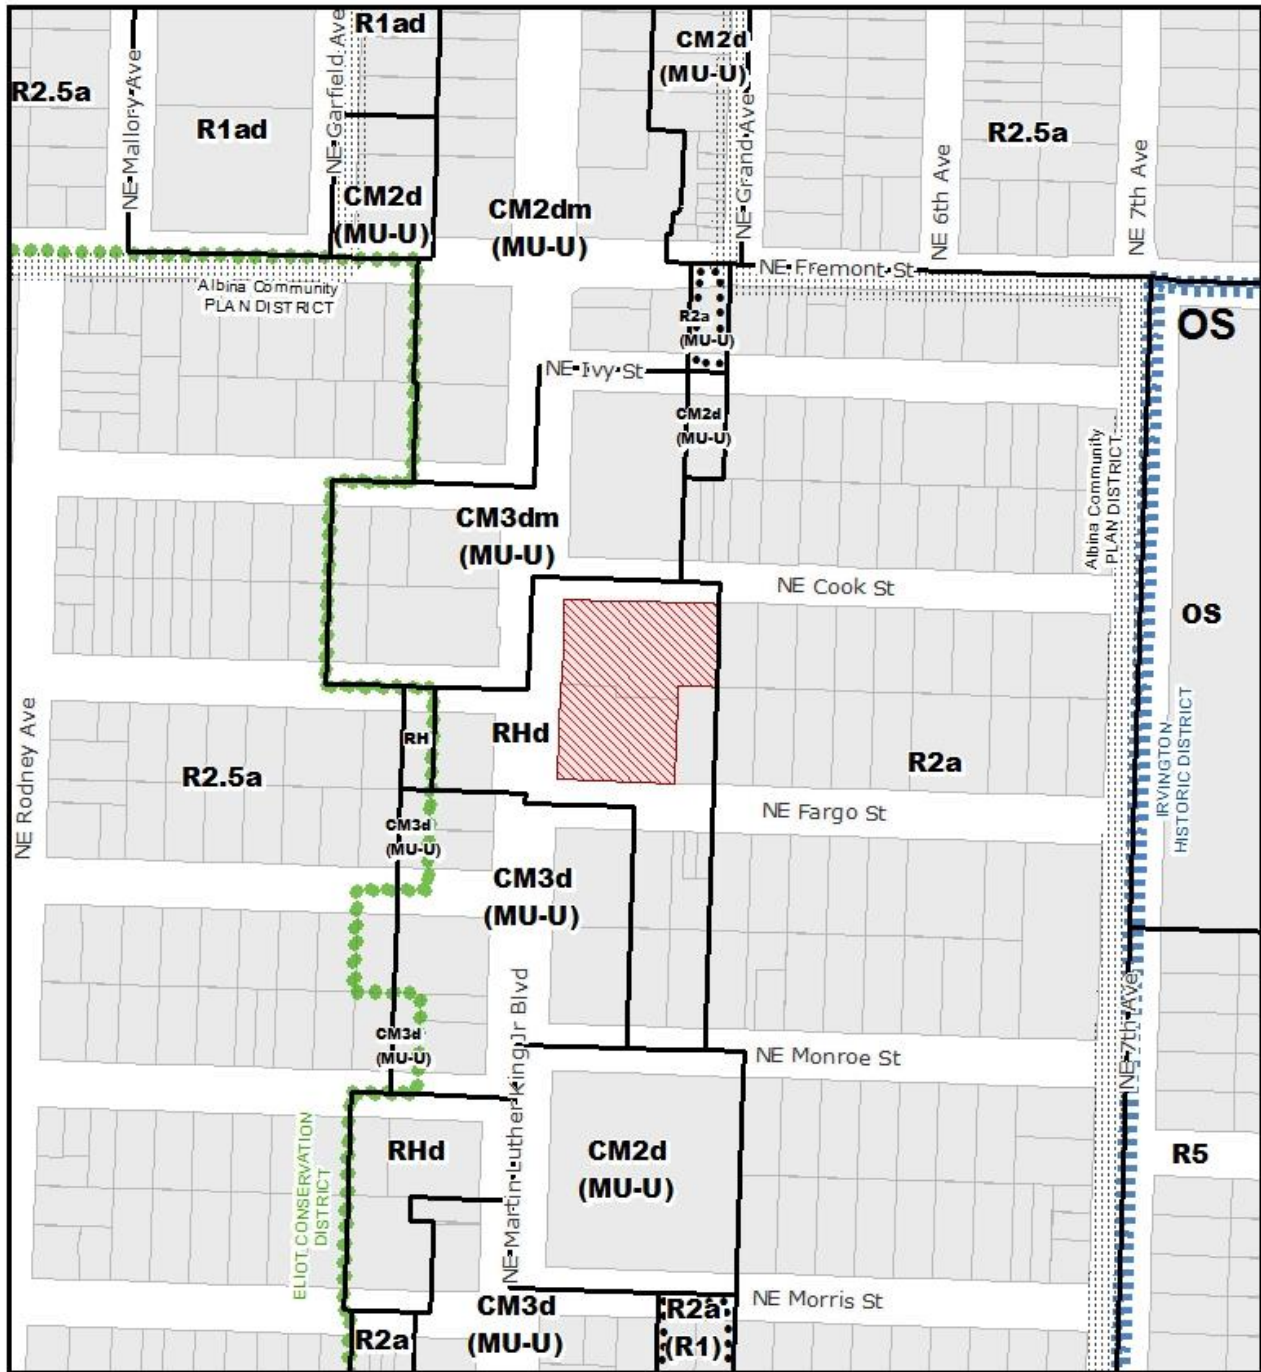 R1ad
CM2d
(MU-U)
R2.5a
NE Mallory Ave
R1ad
NE Garfield Ave
NE Grand Ave
R2.5a
NE 6th Ave
NE 7th Ave
CM2d
(MU-U)
CM2dm
(MU-U)
NE Fremont St
Albina Community
PLAN DISTRICT
R2a
(MU-U)
OS
NE Ivy St
CM2d
(MU-U)
Albina Community
PLAN DISTRICT
CM3dm
(MU-U)
NE Cook St
OS
NE Rodney Ave
RH
RHd
R2.5a
R2a
IRVINGTON
HISTORIC DISTRICT
NE Fargo St
CM3d
(MU-U)
CM3d
(MU-U)
NE Martin Luther King Jr Blvd
NE 7th Ave
CM3d
(MU-U)
NE Monroe St
ELIOT CONSERVATION
DISTRICT
RHd
CM2d
(MU-U)
R5
NE Morris St
CM3d
(MU-U)
R2a
(R1)
R2a